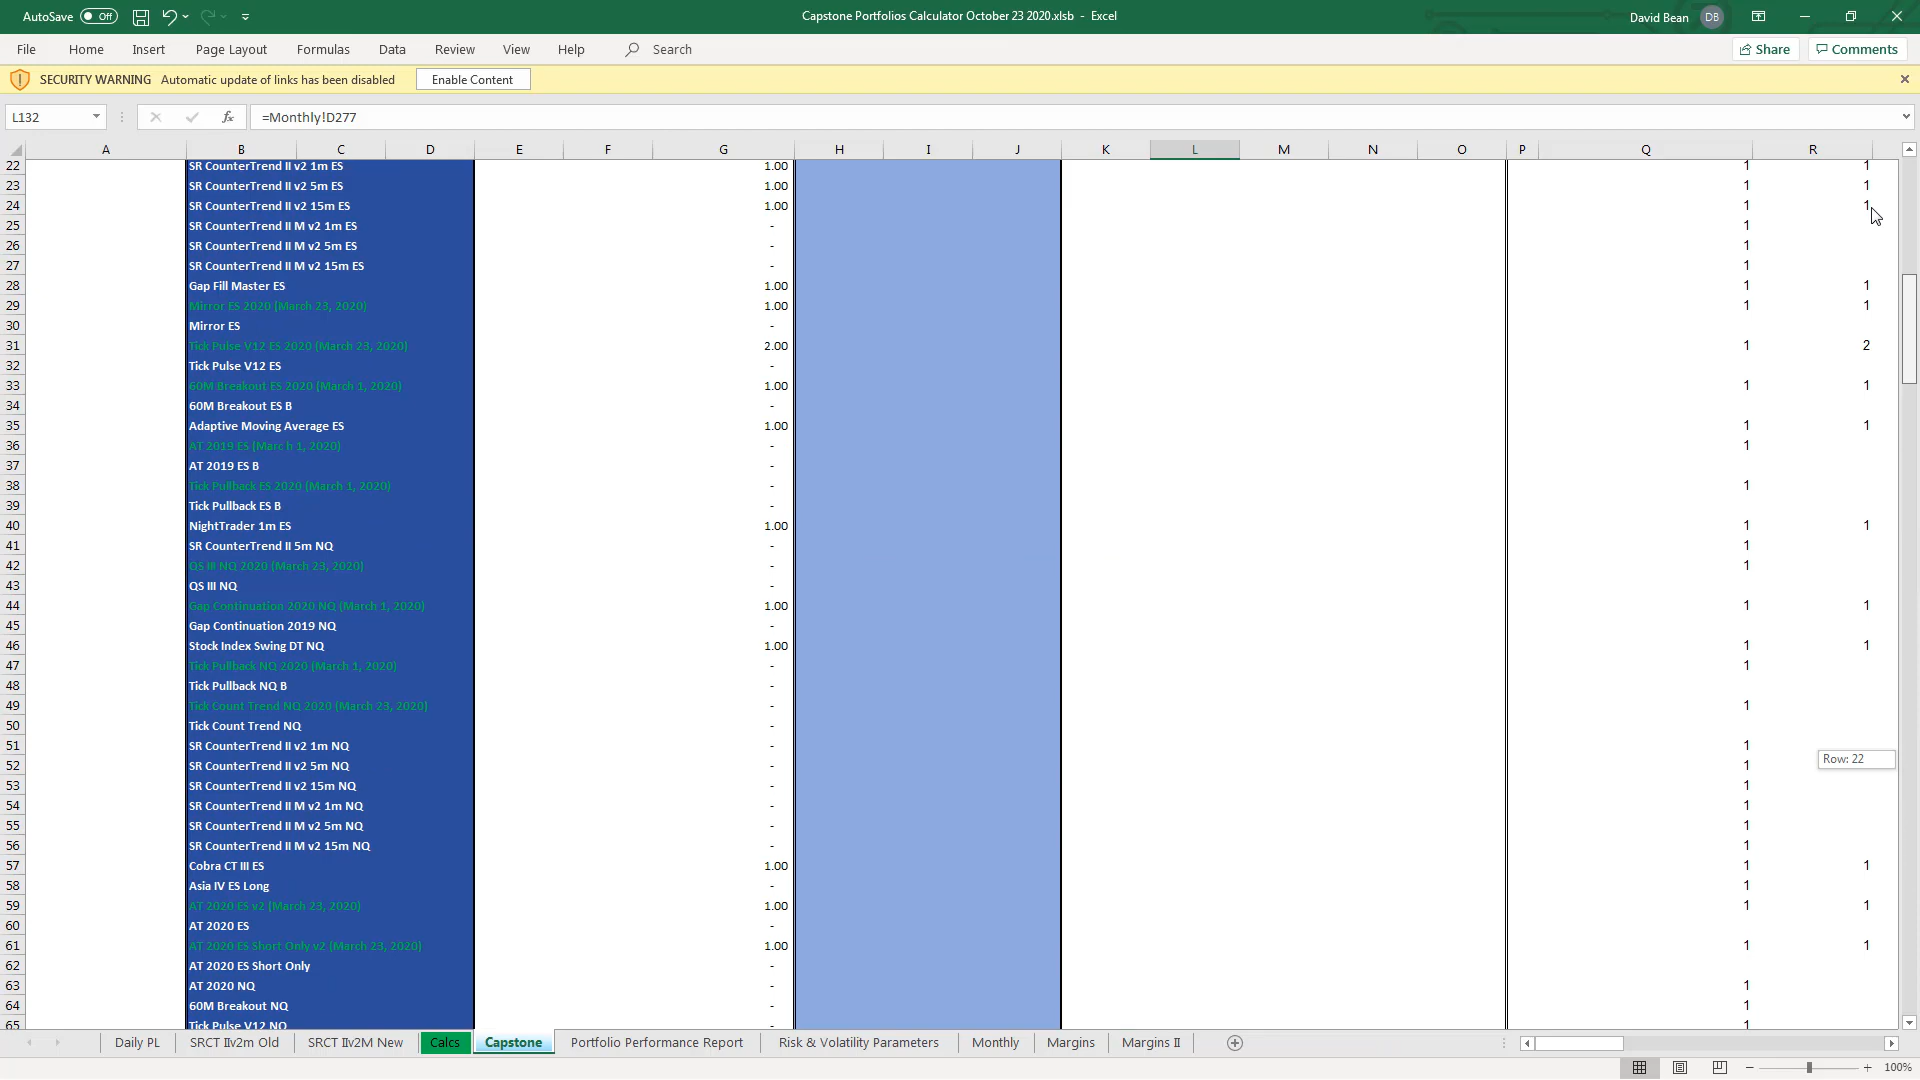 AutoSave Off
Capstone Portfolios Calculator October 23 2020.xlsb - Excel
David Bean DB
File Home Insert Page Layout Formulas Data Review View Help Search Share Comments
SECURITY WARNING Automatic update of links has been disabled Enable Content
L132 fx =Monthly!D277
A B C D E F G H I J K L M N O P Q R
22 SR CounterTrend II v2 1m ES 1.00 1 1
23 SR CounterTrend II v2 5m ES 1.00 1 1
24 SR CounterTrend II v2 15m ES 1.00 1 1
25 SR CounterTrend II M v2 1m ES - 1
26 SR CounterTrend II M v2 5m ES - 1
27 SR CounterTrend II M v2 15m ES - 1
28 Gap Fill Master ES 1.00 1 1
29 Mirror ES 2020 (March 23, 2020) 1.00 1 1
30 Mirror ES -
31 Tick Pulse V12 ES 2020 (March 23, 2020) 2.00 1 2
32 Tick Pulse V12 ES -
33 60M Breakout ES 2020 (March 1, 2020) 1.00 1 1
34 60M Breakout ES B -
35 Adaptive Moving Average ES 1.00 1 1
36 AT 2019 ES (Marc h 1, 2020) - 1
37 AT 2019 ES B -
38 Tick Pullback ES 2020 (March 1, 2020) - 1
39 Tick Pullback ES B -
40 NightTrader 1m ES 1.00 1 1
41 SR CounterTrend II 5m NQ - 1
42 QS III NQ 2020 (March 23, 2020) - 1
43 QS III NQ -
44 Gap Continuation 2020 NQ (March 1, 2020) 1.00 1 1
45 Gap Continuation 2019 NQ -
46 Stock Index Swing DT NQ 1.00 1 1
47 Tick Pullback NQ 2020 (March 1, 2020) - 1
48 Tick Pullback NQ B -
49 Tick Count Trend NQ 2020 (March 23, 2020) - 1
50 Tick Count Trend NQ -
51 SR CounterTrend II v2 1m NQ - 1
52 SR CounterTrend II v2 5m NQ - 1 Row: 22
53 SR CounterTrend II v2 15m NQ - 1
54 SR CounterTrend II M v2 1m NQ - 1
55 SR CounterTrend II M v2 5m NQ - 1
56 SR CounterTrend II M v2 15m NQ - 1
57 Cobra CT III ES 1.00 1 1
58 Asia IV ES Long - 1
59 AT 2020 ES v2 (March 23, 2020) 1.00 1 1
60 AT 2020 ES -
61 AT 2020 ES Short Only v2 (March 23, 2020) 1.00 1 1
62 AT 2020 ES Short Only -
63 AT 2020 NQ - 1
64 60M Breakout NQ - 1
65 Tick Pulse V12 NQ - 1
Daily PL SRCT IIv2m Old SRCT IIv2M New Calcs Capstone Portfolio Performance Report Risk & Volatility Parameters Monthly Margins Margins II
100%